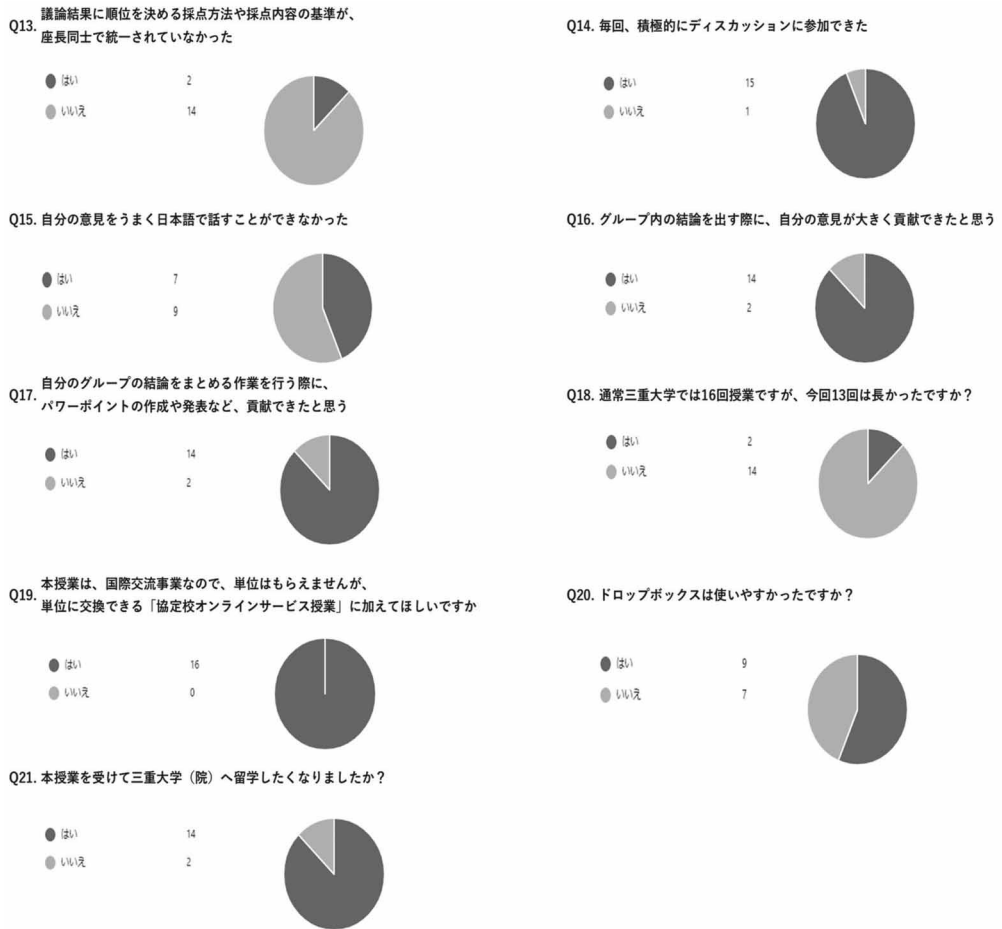 Q13. 議論結果に順位を決める採点方法や採点内容の基準が、
座長同士で統一されていなかった
はい 2
いいえ 14
Q14. 毎回、積極的にディスカッションに参加できた
はい 15
いいえ 1
Q15. 自分の意見をうまく日本語で話すことができなかった
はい 7
いいえ 9
Q16. グループ内の結論を出す際に、自分の意見が大きく貢献できたと思う
はい 14
いいえ 2
Q17. 自分のグループの結論をまとめる作業を行う際に、
パワーポイントの作成や発表など、貢献できたと思う
はい 14
いいえ 2
Q18. 通常三重大学では16回授業ですが、今回13回は長かったですか？
はい 2
いいえ 14
Q19. 本授業は、国際交流事業なので、単位はもらえませんが、
単位に交換できる「協定校オンラインサービス授業」に加えてほしいですか
はい 16
いいえ 0
Q20. ドロップボックスは使いやすかったですか？
はい 9
いいえ 7
Q21. 本授業を受けて三重大学（院）へ留学したくなりましたか？
はい 14
いいえ 2